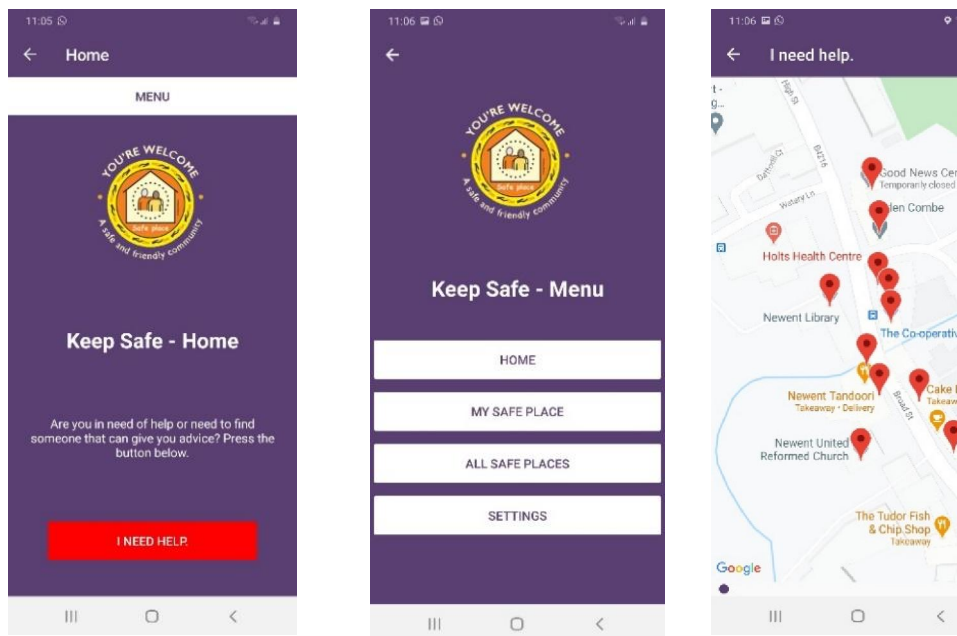 11:05
Home
MENU
YOU'RE WELCOME
Safe place
A safe and friendly community
Keep Safe - Home
Are you in need of help or need to find
someone that can give you advice? Press the
button below.
I NEED HELP.
11:06
YOU'RE WELCOME
Safe place
A safe and friendly community
Keep Safe - Menu
HOME
MY SAFE PLACE
ALL SAFE PLACES
SETTINGS
11:06
I need help.
High St
B4216
Daffodil Ct
Watery Ln
Good News Cen
Temporarily closed
len Combe
Holts Health Centre
Newent Library
The Co-operativ
Newent Tandoori
Takeaway • Delivery
Broad St
Cake
Takeaw
Newent United
Reformed Church
The Tudor Fish
& Chip Shop
Takeaway
Google